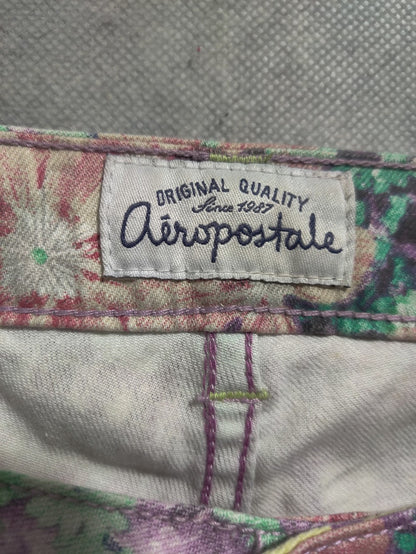 ORIGINAL QUALITY
Since 1987
aéropostale